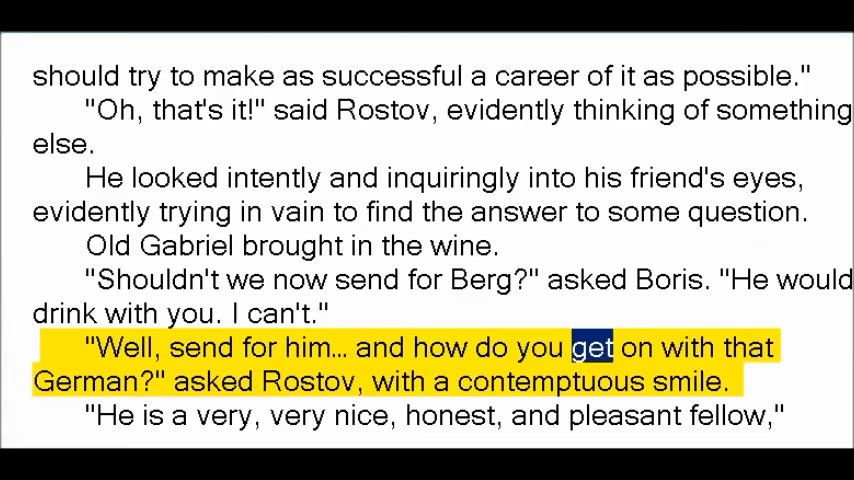 should try to make as successful a career of it as possible."
"Oh, that's it!" said Rostov, evidently thinking of something
else.
He looked intently and inquiringly into his friend's eyes,
evidently trying in vain to find the answer to some question.
Old Gabriel brought in the wine.
"Shouldn't we now send for Berg?" asked Boris. "He would
drink with you. I can't."
"Well, send for him... and how do you get on with that
German?" asked Rostov, with a contemptuous smile.
"He is a very, very nice, honest, and pleasant fellow,"